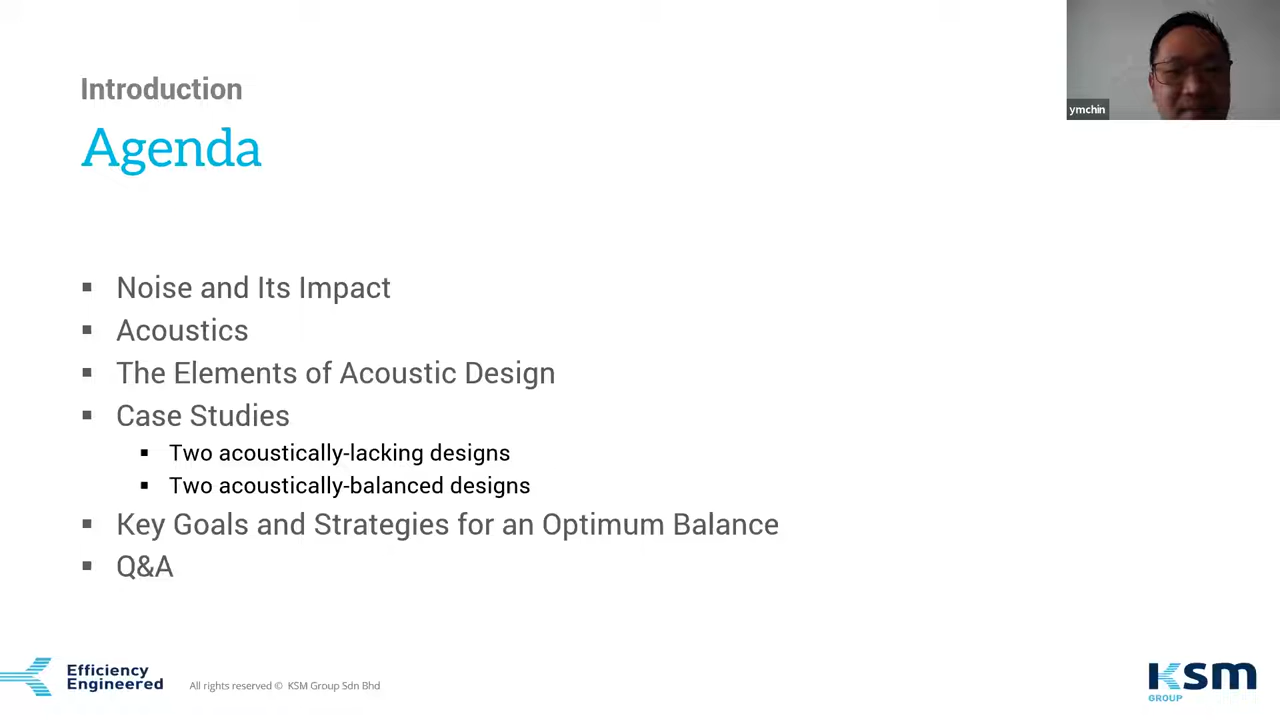 Introduction
Agenda
ymchin
▪ Noise and Its Impact
▪ Acoustics
▪ The Elements of Acoustic Design
▪ Case Studies
▪ Two acoustically-lacking designs
▪ Two acoustically-balanced designs
▪ Key Goals and Strategies for an Optimum Balance
▪ Q&A
Efficiency
Engineered
All rights reserved © KSM Group Sdn Bhd
ksm
GROUP